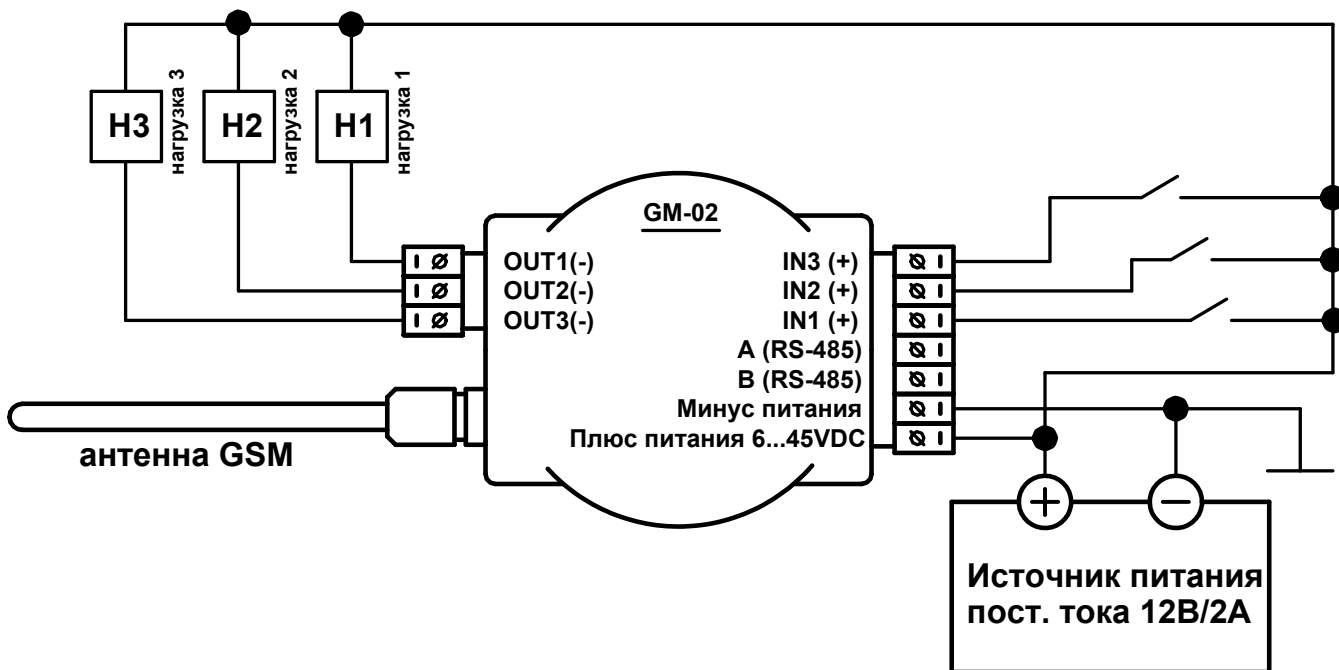 H3
нагрузка 3
H2
нагрузка 2
H1
нагрузка 1
GM-02
OUT1(-)
OUT2(-)
OUT3(-)
IN3 (+)
IN2 (+)
IN1 (+)
A (RS-485)
B (RS-485)
Минус питания
Плюс питания 6...45VDC
антенна GSM
+
−
Источник питания
пост. тока 12В/2А